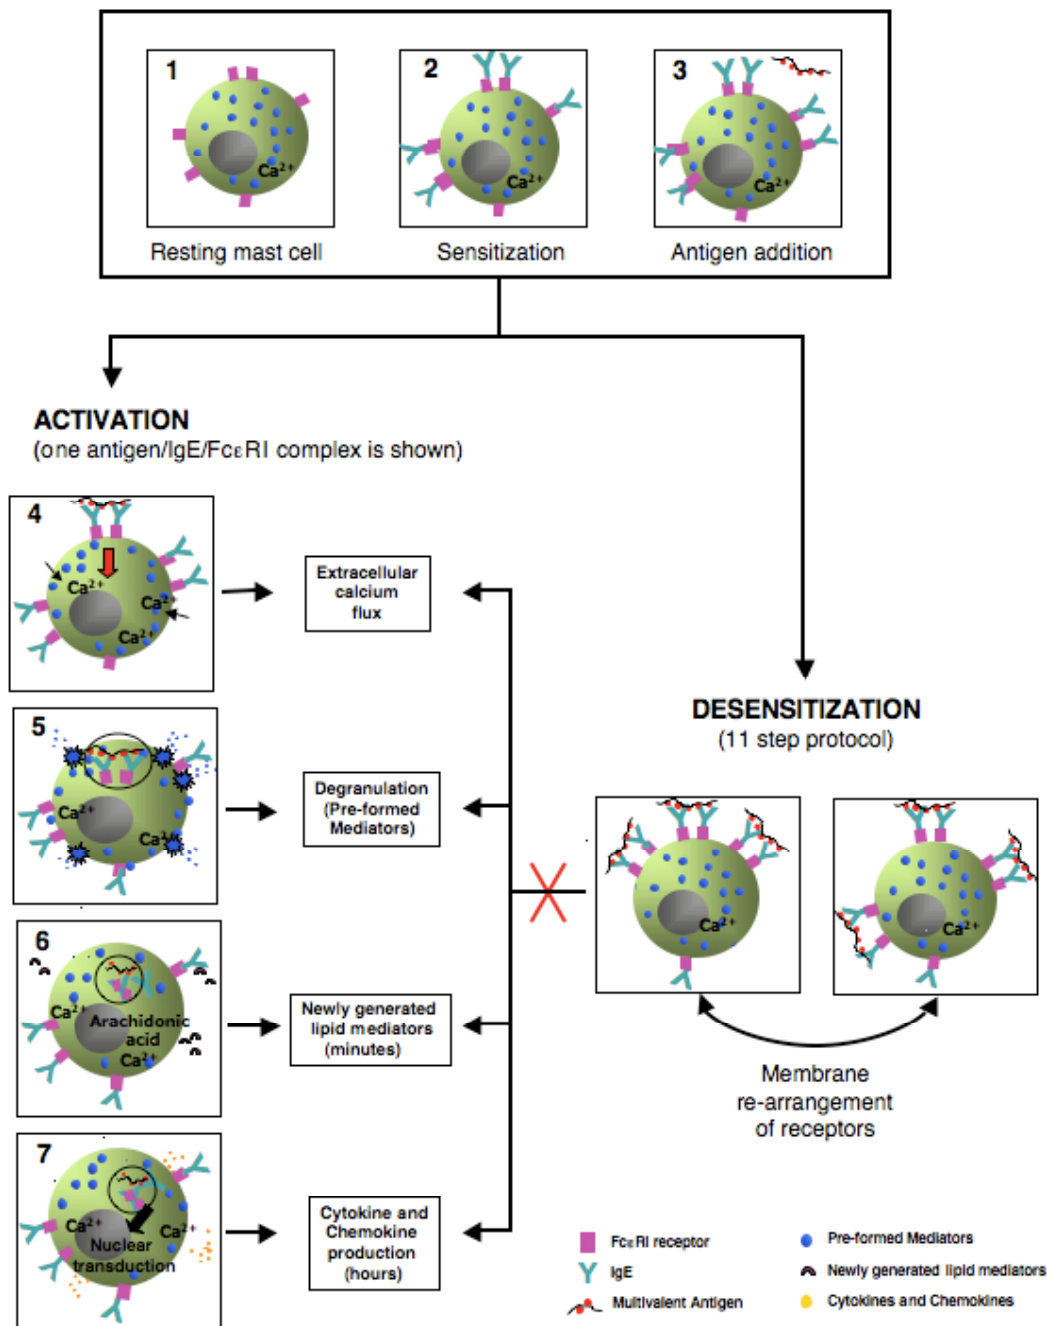 1
2
3
Ca2+
Ca2+
Ca2+
Resting mast cell
Sensitization
Antigen addition
ACTIVATION
(one antigen/IgE/FcεRI complex is shown)
4
Ca2+
Ca2+
Ca2+
Extracellular
calcium
flux
DESENSITIZATION
(11 step protocol)
5
Ca2+
Ca2
Degranulation
(Pre-formed
Mediators)
Ca2+
Ca2+
6
Ca2+
Arachidonic
acid
Ca2+
Newly generated
lipid mediators
(minutes)
Membrane
re-arrangement
of receptors
7
Ca2+
Ca2+
Nuclear
transduction
Cytokine and
Chemokine
production
(hours)
FcεRI receptor
IgE
Multivalent Antigen
Pre-formed Mediators
Newly generated lipid mediators
Cytokines and Chemokines